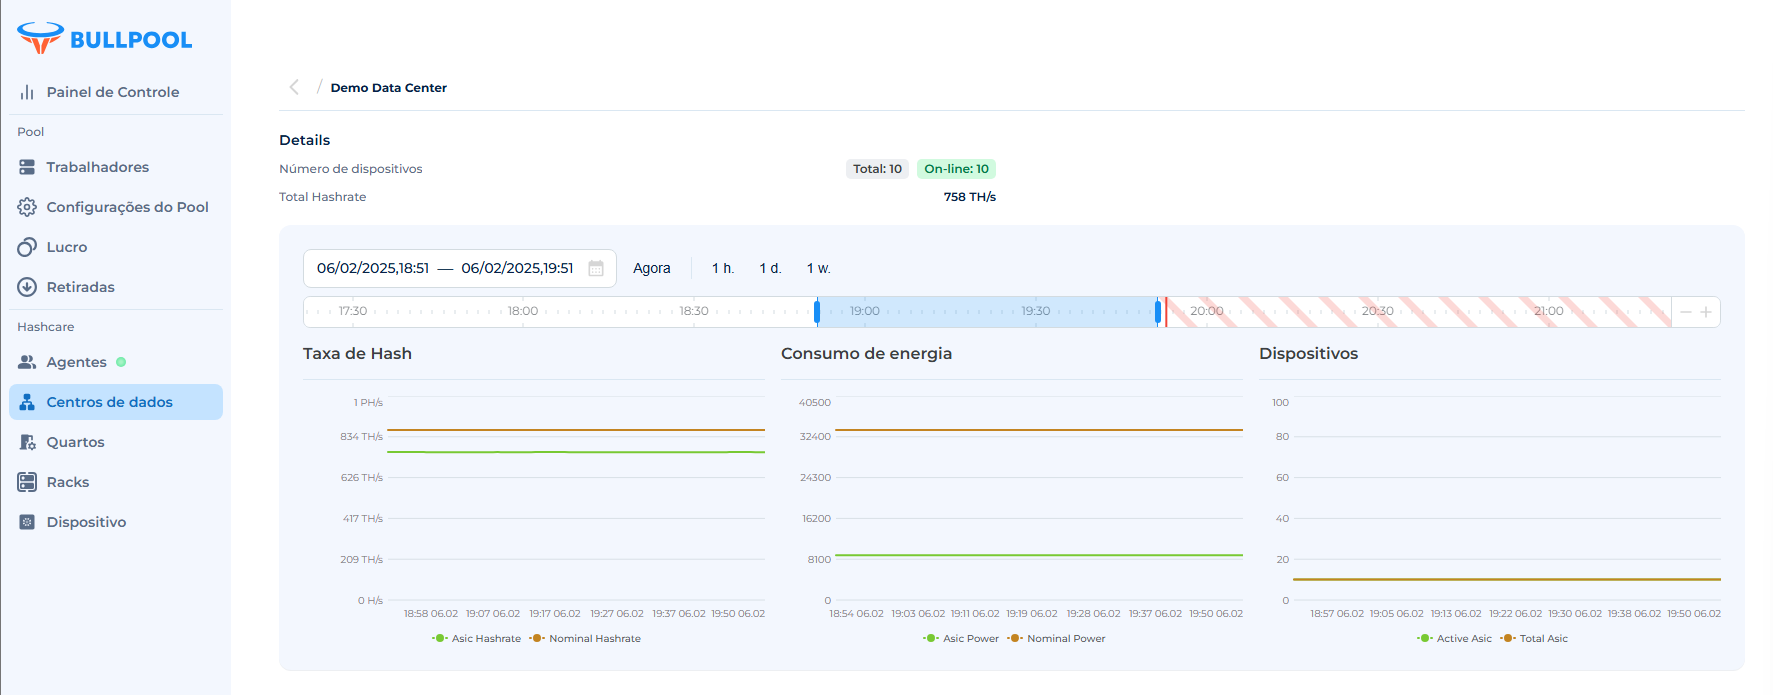 BULLPOOL
Painel de Controle
Pool
Trabalhadores
Configurações do Pool
Lucro
Retiradas
Hashcare
Agentes
Centros de dados
Quartos
Racks
Dispositivo
/ Demo Data Center
Details
Número de dispositivos Total: 10 On-line: 10
Total Hashrate 758 TH/s
06/02/2025,18:51 — 06/02/2025,19:51 Agora 1 h. 1 d. 1 w.
17:30 18:00 18:30 19:00 19:30 20:00 20:30 21:00
Taxa de Hash
1 PH/s
834 TH/s
626 TH/s
417 TH/s
209 TH/s
0 H/s
18:58 06.02 19:07 06.02 19:17 06.02 19:27 06.02 19:37 06.02 19:50 06.02
Asic Hashrate Nominal Hashrate
Consumo de energia
40500
32400
24300
16200
8100
0
18:54 06.02 19:03 06.02 19:11 06.02 19:19 06.02 19:28 06.02 19:37 06.02 19:50 06.02
Asic Power Nominal Power
Dispositivos
100
80
60
40
20
0
18:57 06.02 19:05 06.02 19:13 06.02 19:22 06.02 19:30 06.02 19:38 06.02 19:50 06.02
Active Asic Total Asic